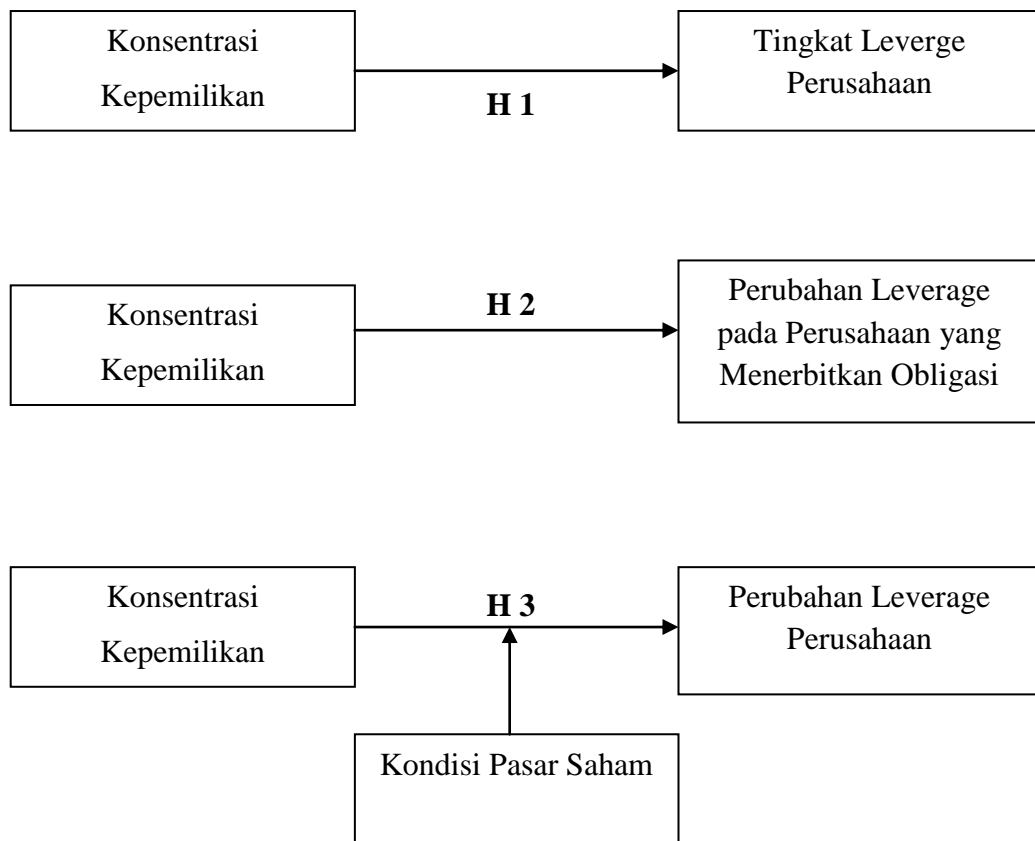 Konsentrasi
Kepemilikan
H 1
Tingkat Leverge
Perusahaan
Konsentrasi
Kepemilikan
H 2
Perubahan Leverage
pada Perusahaan yang
Menerbitkan Obligasi
Konsentrasi
Kepemilikan
H 3
Perubahan Leverage
Perusahaan
Kondisi Pasar Saham